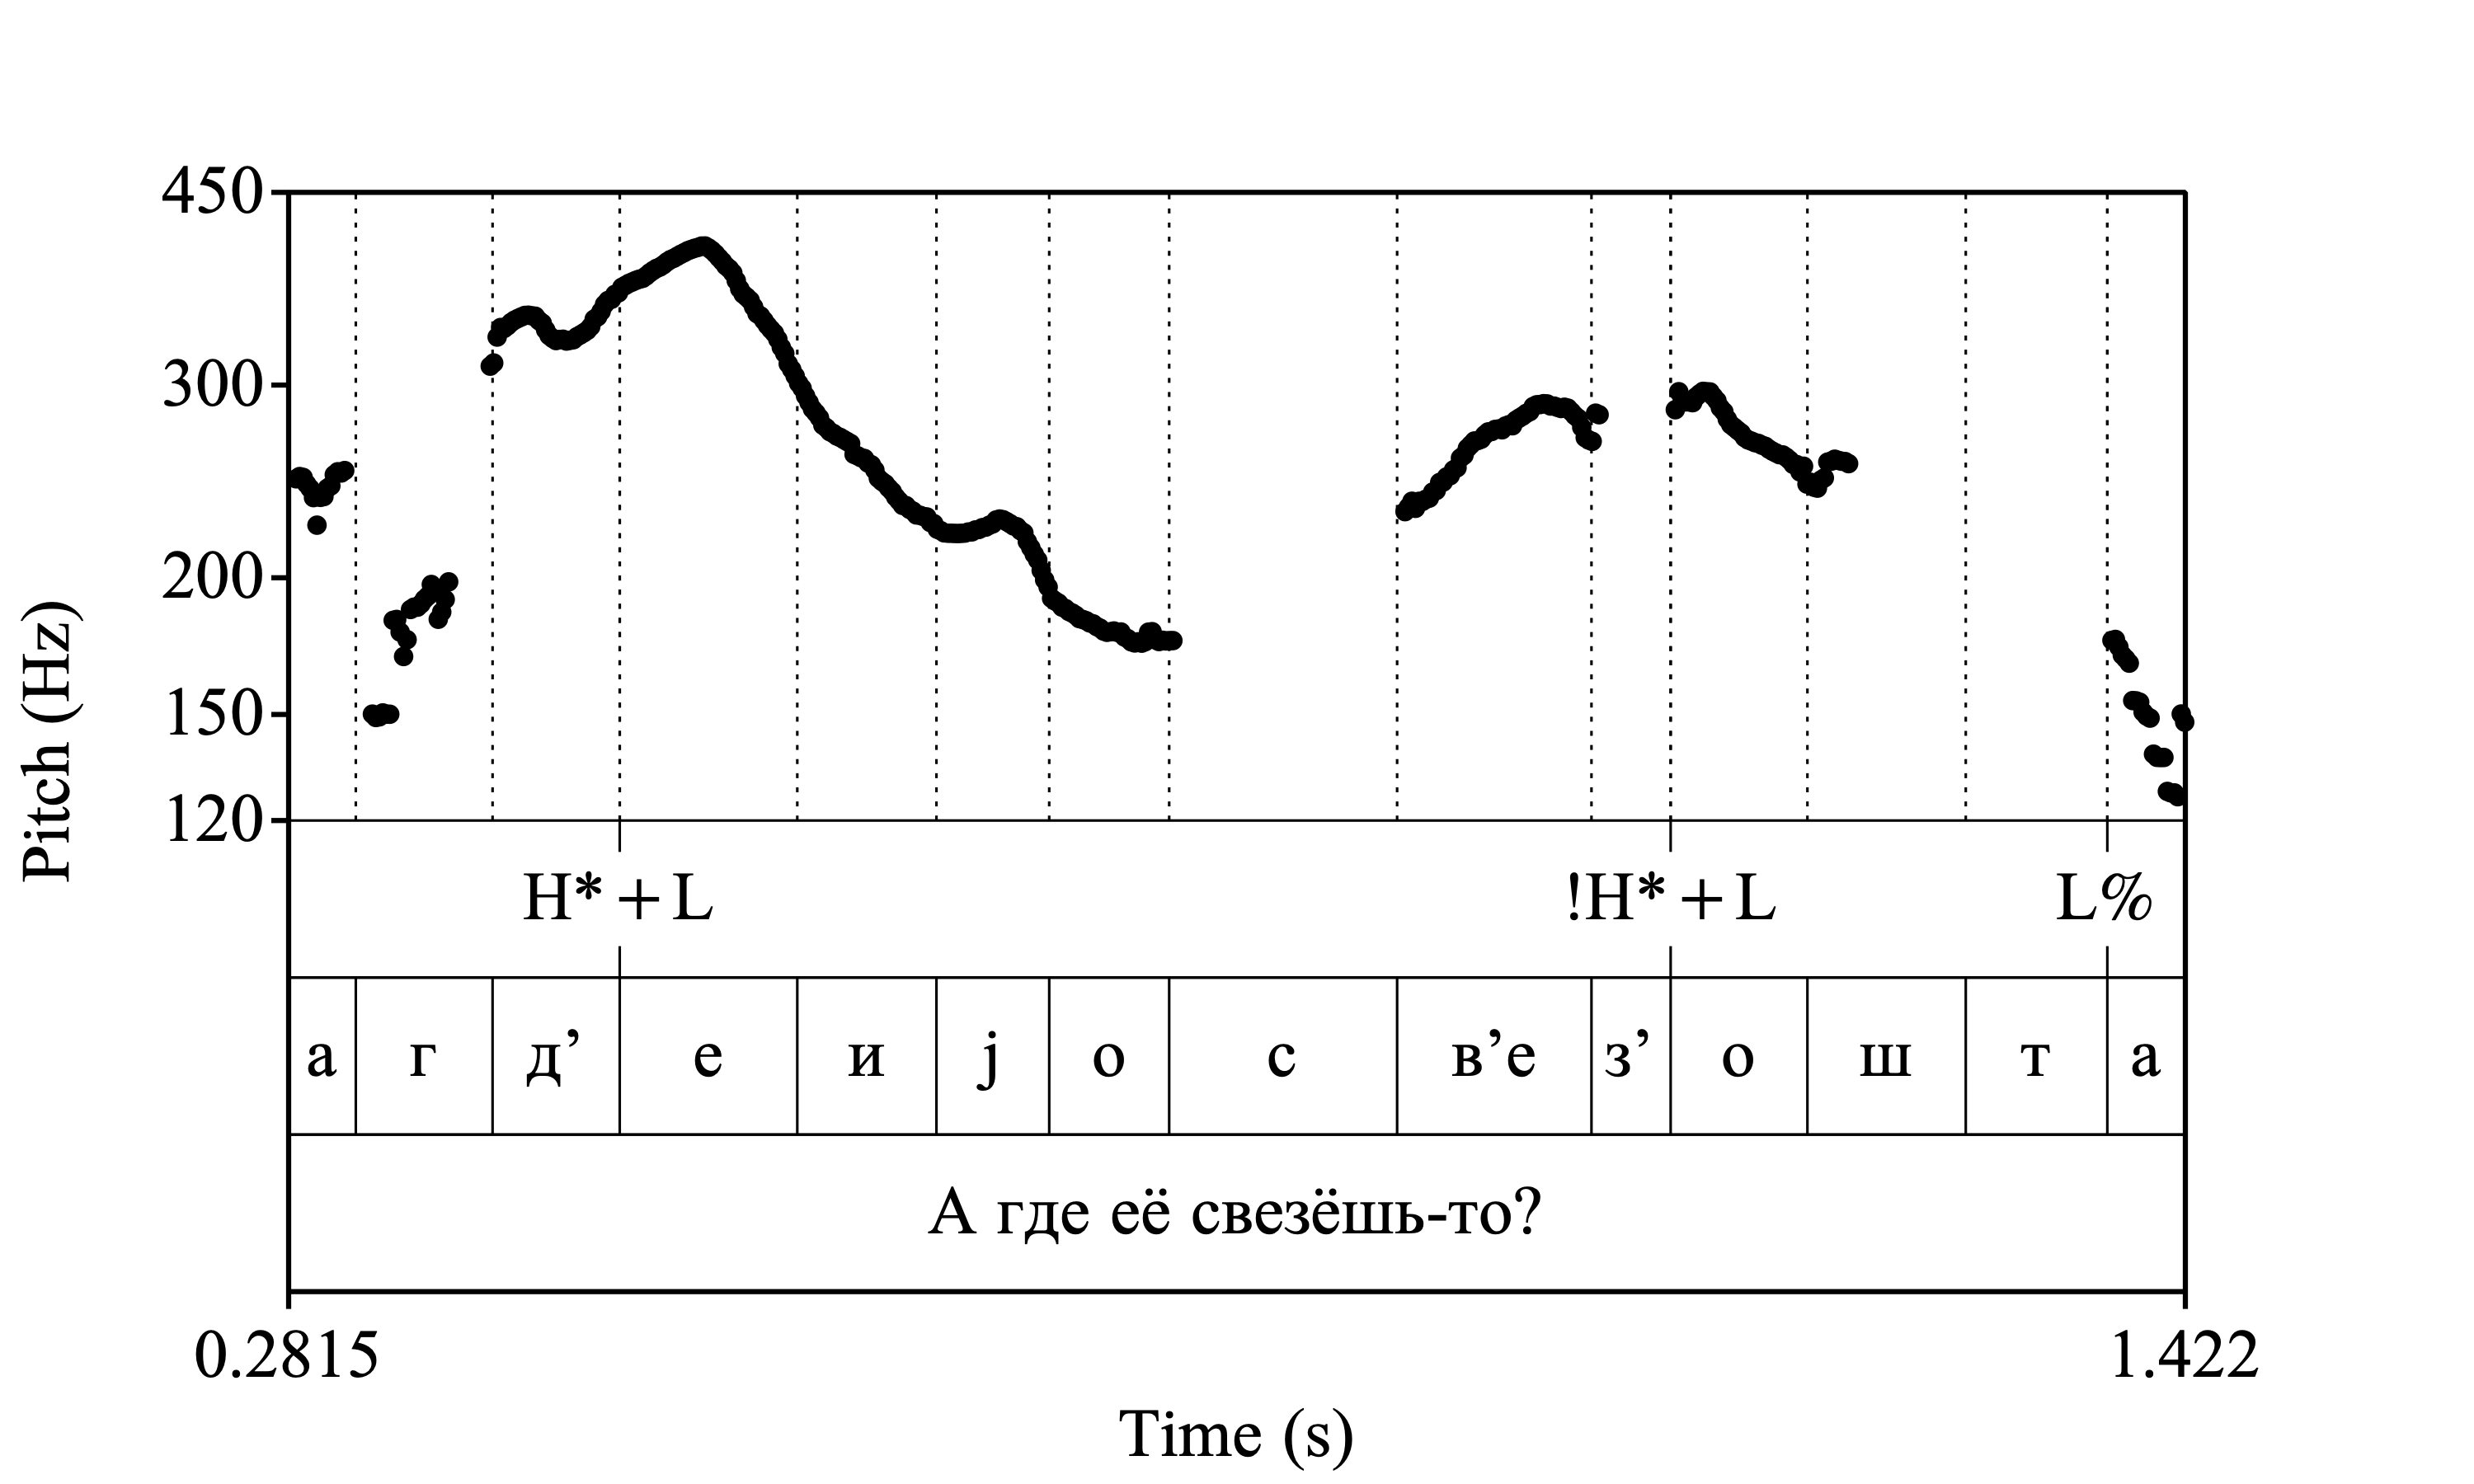 450
300
200
150
120
Pitch (Hz)
H*+L !H*+L L%
а г д’ е и j о с в’е з’ о ш т а
А где её свезёшь-то?
0.2815 1.422
Time (s)